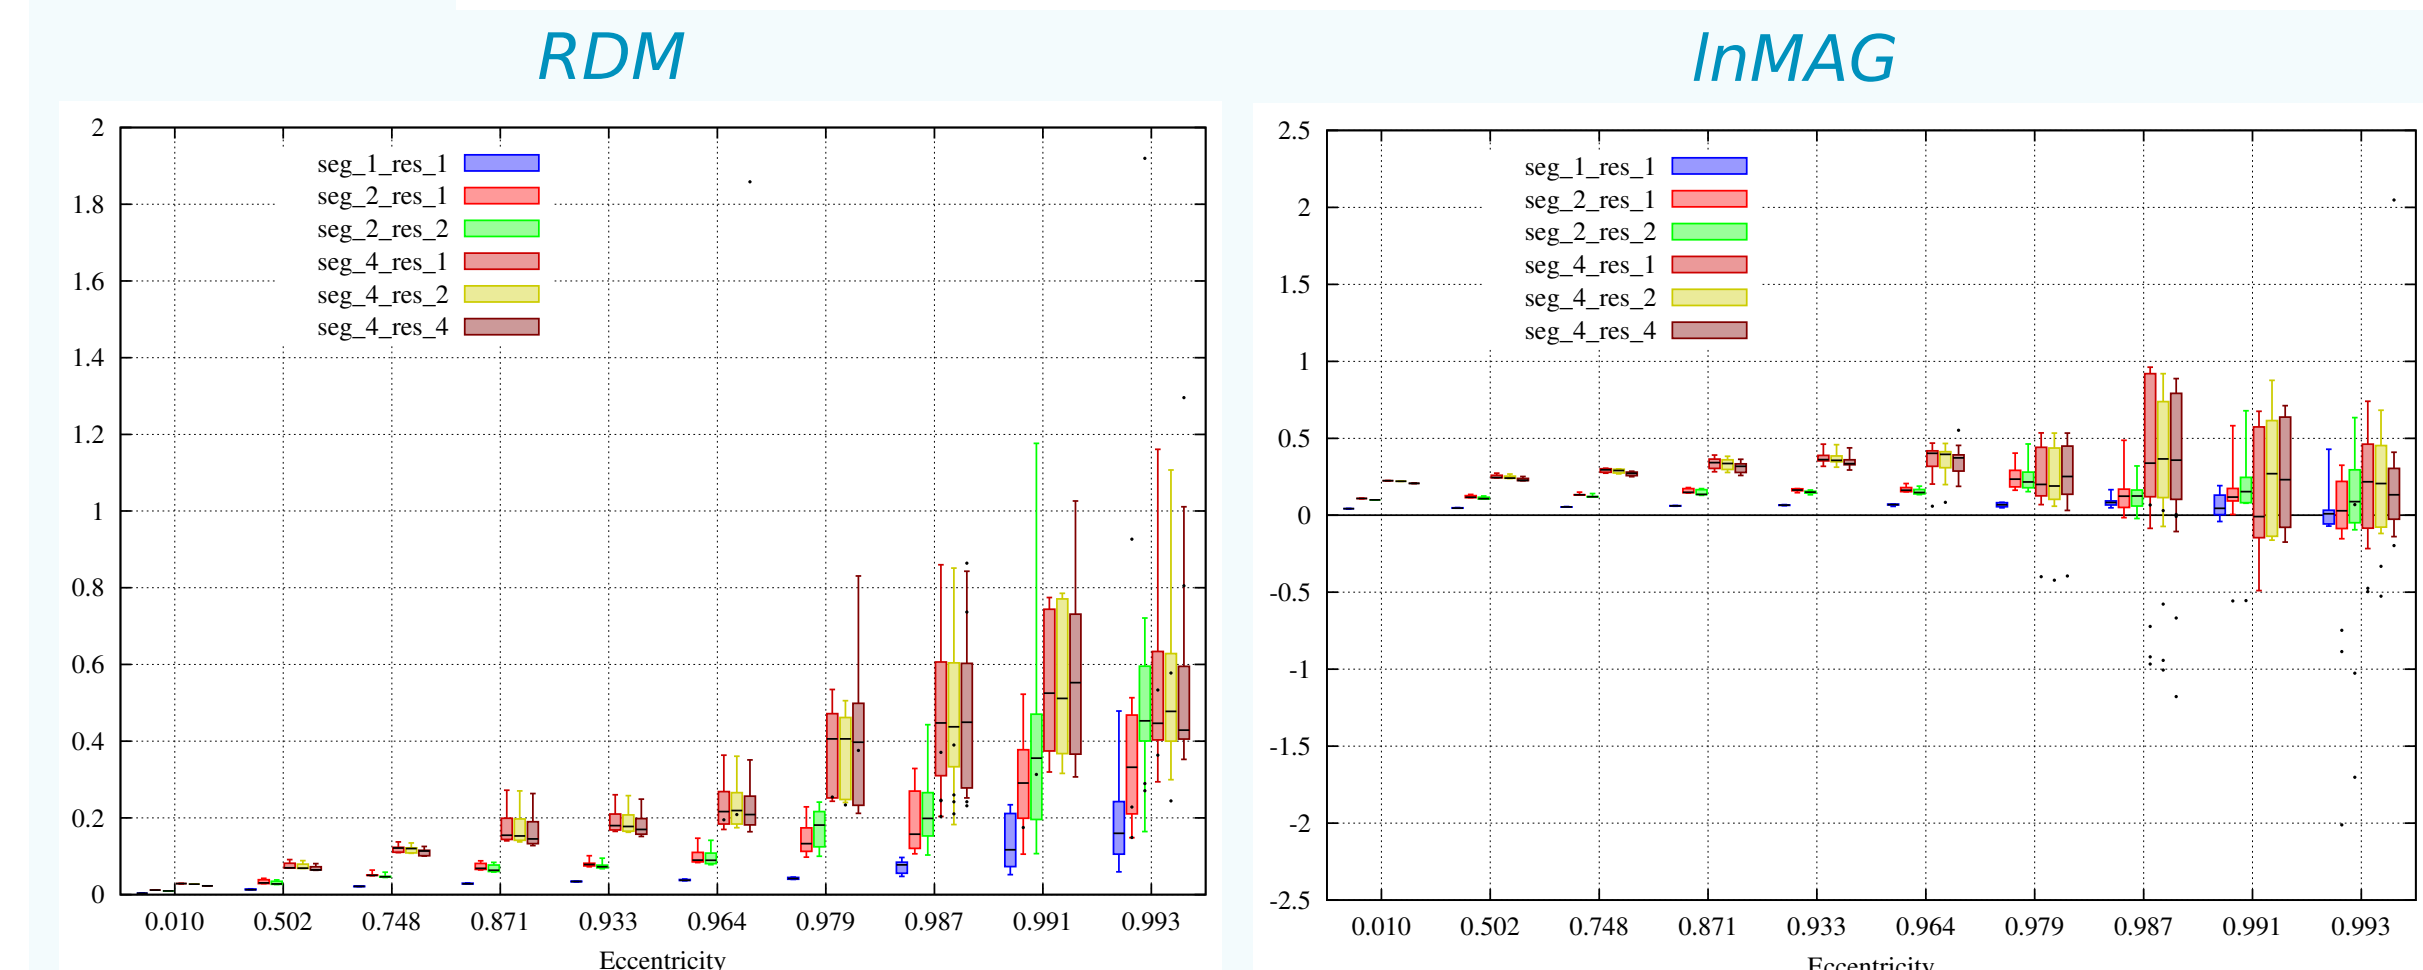 RDM
2
1.8
1.6
1.4
1.2
1
0.8
0.6
0.4
0.2
0
seg_1_res_1
seg_2_res_1
seg_2_res_2
seg_4_res_1
seg_4_res_2
seg_4_res_4
0.010 0.502 0.748 0.871 0.933 0.964 0.979 0.987 0.991 0.993
Eccentricity
lnMAG
2.5
2
1.5
1
0.5
0
-0.5
-1
-1.5
-2
-2.5
seg_1_res_1
seg_2_res_1
seg_2_res_2
seg_4_res_1
seg_4_res_2
seg_4_res_4
0.010 0.502 0.748 0.871 0.933 0.964 0.979 0.987 0.991 0.993
Eccentricity